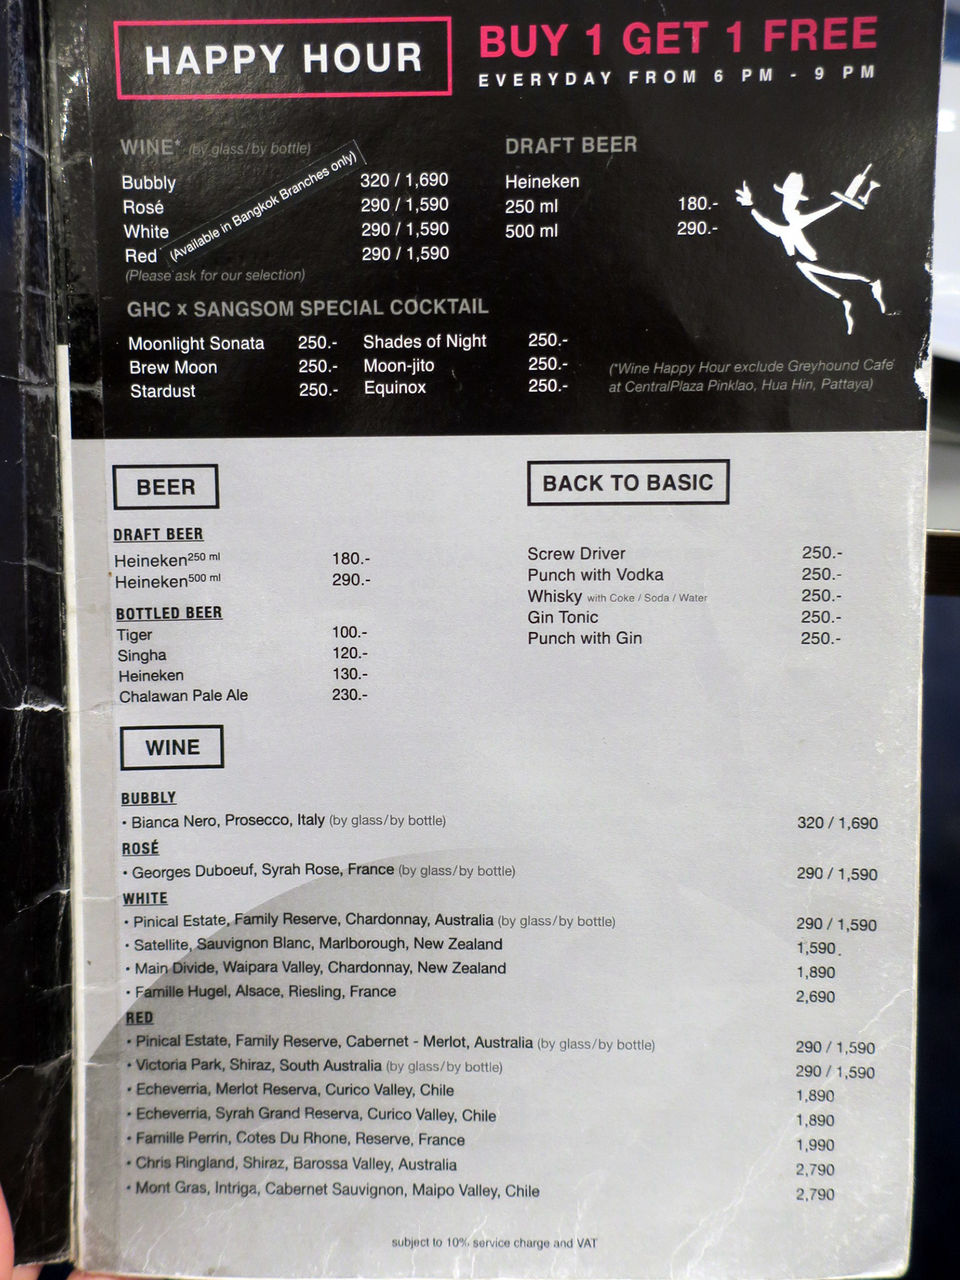 HAPPY HOUR
BUY 1 GET 1 FREE
EVERYDAY FROM 6 PM - 9 PM
WINE* (by glass/by bottle)
(Available in Bangkok Branches only)
Bubbly 320 / 1,690
Rosé 290 / 1,590
White 290 / 1,590
Red 290 / 1,590
(Please ask for our selection)
DRAFT BEER
Heineken
250 ml 180.-
500 ml 290.-
GHC x SANGSOM SPECIAL COCKTAIL
Moonlight Sonata 250.- Shades of Night 250.-
Brew Moon 250.- Moon-jito 250.-
Stardust 250.- Equinox 250.-
(*Wine Happy Hour exclude Greyhound Café
at CentralPlaza Pinklao, Hua Hin, Pattaya)
BEER
DRAFT BEER
Heineken 250 ml 180.-
Heineken 500 ml 290.-
BOTTLED BEER
Tiger 100.-
Singha 120.-
Heineken 130.-
Chalawan Pale Ale 230.-
BACK TO BASIC
Screw Driver 250.-
Punch with Vodka 250.-
Whisky with Coke / Soda / Water 250.-
Gin Tonic 250.-
Punch with Gin 250.-
WINE
BUBBLY
• Bianca Nero, Prosecco, Italy (by glass/by bottle) 320 / 1,690
ROSÉ
• Georges Duboeuf, Syrah Rose, France (by glass/by bottle) 290 / 1,590
WHITE
• Pinical Estate, Family Reserve, Chardonnay, Australia (by glass/by bottle) 290 / 1,590
• Satellite, Sauvignon Blanc, Marlborough, New Zealand 1,590
• Main Divide, Waipara Valley, Chardonnay, New Zealand 1,890
• Famille Hugel, Alsace, Riesling, France 2,690
RED
• Pinical Estate, Family Reserve, Cabernet - Merlot, Australia (by glass/by bottle) 290 / 1,590
• Victoria Park, Shiraz, South Australia (by glass/by bottle) 290 / 1,590
• Echeverria, Merlot Reserva, Curico Valley, Chile 1,890
• Echeverria, Syrah Grand Reserva, Curico Valley, Chile 1,890
• Famille Perrin, Cotes Du Rhone, Reserve, France 1,990
• Chris Ringland, Shiraz, Barossa Valley, Australia 2,790
• Mont Gras, Intriga, Cabernet Sauvignon, Maipo Valley, Chile 2,790
subject to 10% service charge and VAT